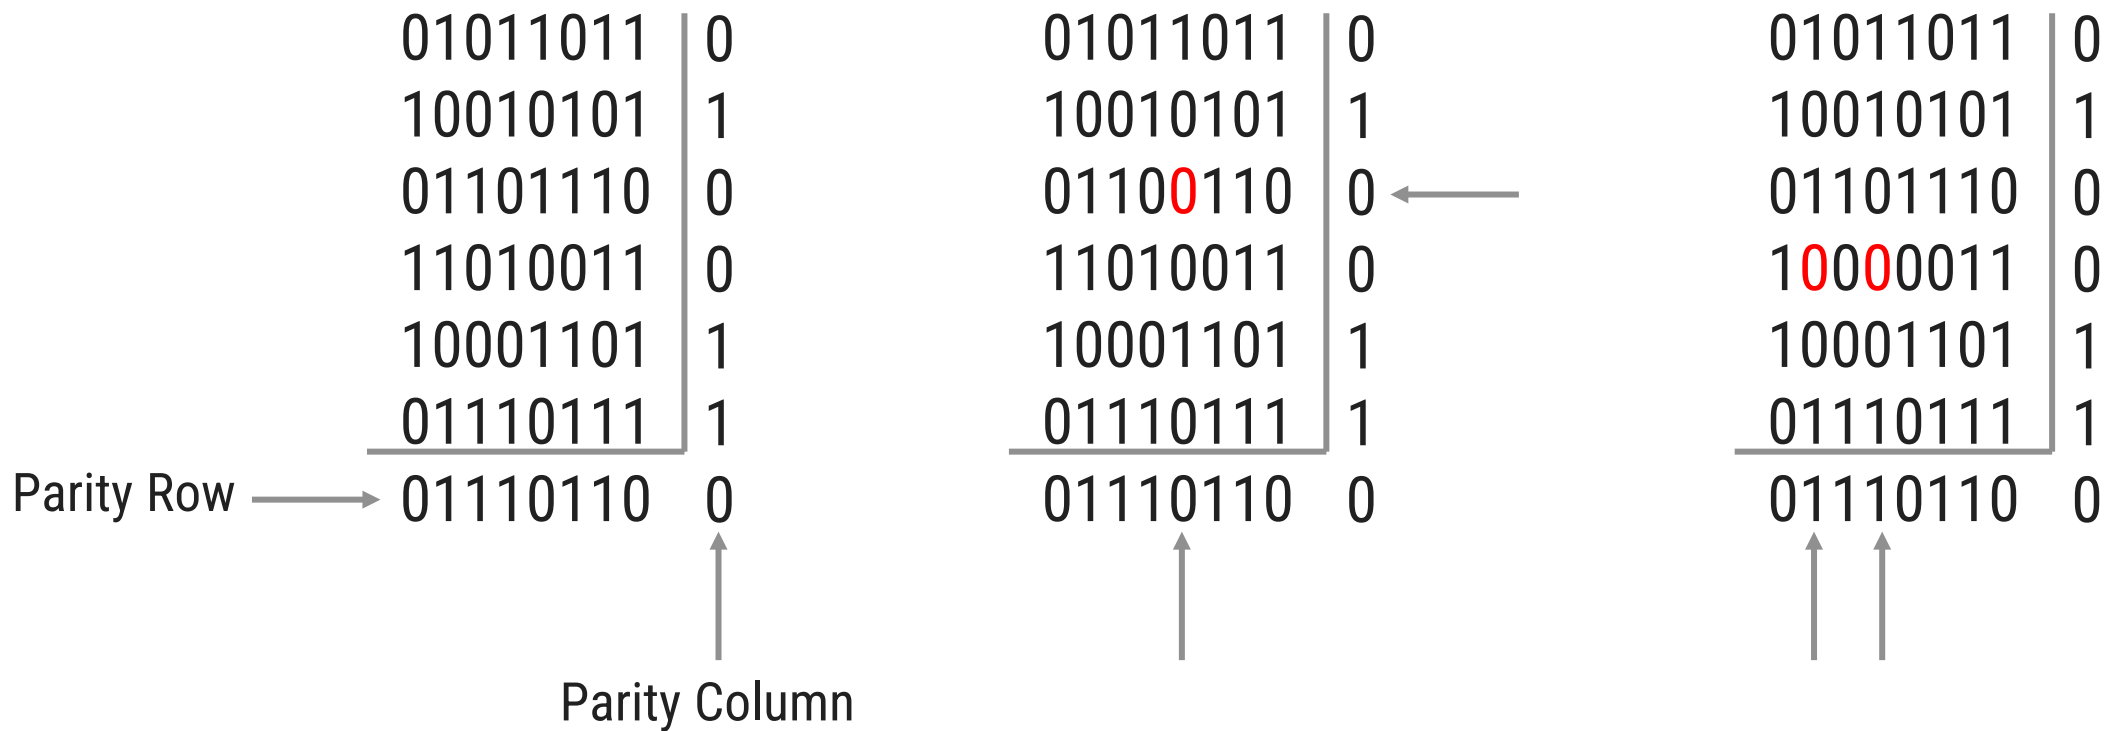 01011011 0 01011011 0 01011011 0
10010101 1 10010101 1 10010101 1
01101110 0 01100110 0 01101110 0
11010011 0 11010011 0 10000011 0
10001101 1 10001101 1 10001101 1
01110111 1 01110111 1 01110111 1
Parity Row 01110110 0 01110110 0 01110110 0
Parity Column